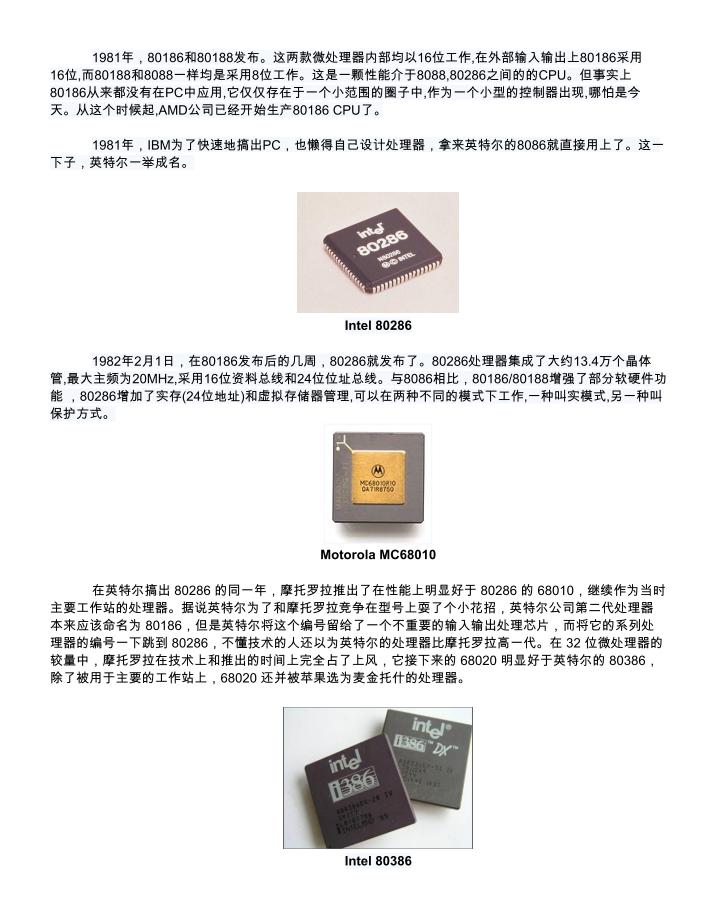 1981年，80186和80188发布。这两款微处理器内部均以16位工作,在外部输入输出上80186采用
16位,而80188和8088一样均是采用8位工作。这是一颗性能介于8088,80286之间的的CPU。但事实上
80186从来都没有在PC中应用,它仅仅存在于一个小范围的圈子中,作为一个小型的控制器出现,哪怕是今
天。从这个时候起,AMD公司已经开始生产80186 CPU了。
1981年，IBM为了快速地搞出PC，也懒得自己设计处理器，拿来英特尔的8086就直接用上了。这一
下子，英特尔一举成名。
intel
80286
N80286
Ⓜ © INTEL
Intel 80286
1982年2月1日，在80186发布后的几周，80286就发布了。80286处理器集成了大约13.4万个晶体
管,最大主频为20MHz,采用16位资料总线和24位位址总线。与8086相比，80186/80188增强了部分软硬件功
能 ，80286增加了实存(24位地址)和虚拟存储器管理,可以在两种不同的模式下工作,一种叫实模式,另一种叫
保护方式。
MC68010R10
Motorola MC68010
在英特尔搞出 80286 的同一年，摩托罗拉推出了在性能上明显好于 80286 的 68010，继续作为当时
主要工作站的处理器。据说英特尔为了和摩托罗拉竞争在型号上耍了个小花招，英特尔公司第二代处理器
本来应该命名为 80186，但是英特尔将这个编号留给了一个不重要的输入输出处理芯片，而将它的系列处
理器的编号一下跳到 80286，不懂技术的人还以为英特尔的处理器比摩托罗拉高一代。在 32 位微处理器的
较量中，摩托罗拉在技术上和推出的时间上完全占了上风，它接下来的 68020 明显好于英特尔的 80386，
除了被用于主要的工作站上，68020 还并被苹果选为麦金托什的处理器。
intel®
i386™ DX™
intel
i386
Intel 80386